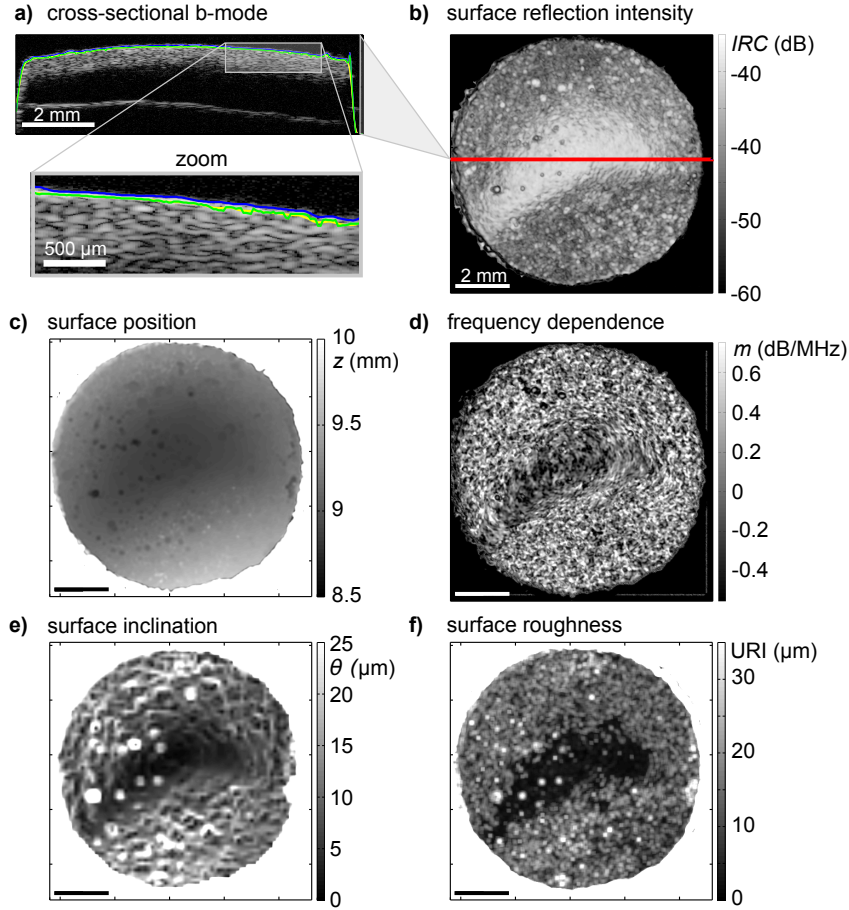 a) cross-sectional b-mode
2 mm
zoom
500 µm
b) surface reflection intensity
IRC (dB)
-40
-40
-50
-60
2 mm
c) surface position
10
z (mm)
9.5
9
8.5
d) frequency dependence
m (dB/MHz)
0.6
0.4
0.2
0
-0.2
-0.4
e) surface inclination
25
θ (µm)
20
15
10
5
0
f) surface roughness
URI (µm)
30
20
10
0